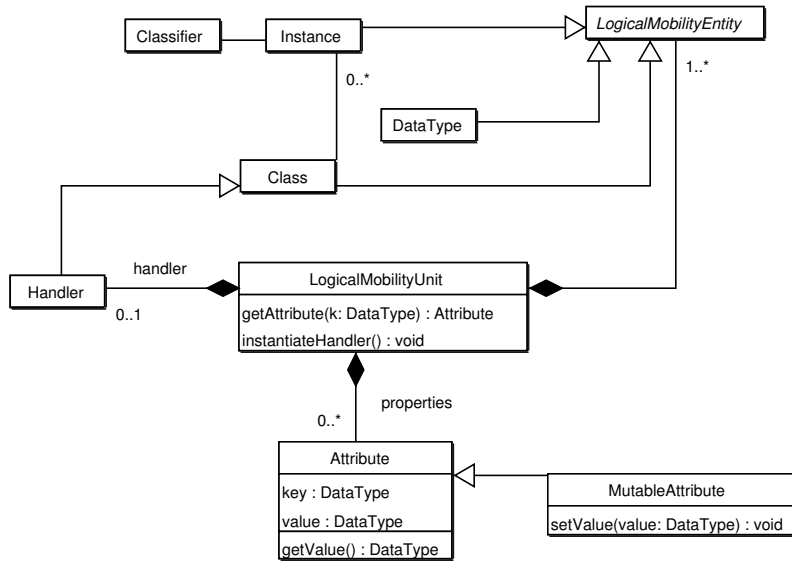 LogicalMobilityEntity
Classifier
Instance
0..*
1..*
DataType
Class
handler
Handler
0..1
LogicalMobilityUnit
getAttribute(k: DataType) : Attribute
instantiateHandler() : void
properties
0..*
Attribute
key : DataType
value : DataType
getValue() : DataType
MutableAttribute
setValue(value: DataType) : void